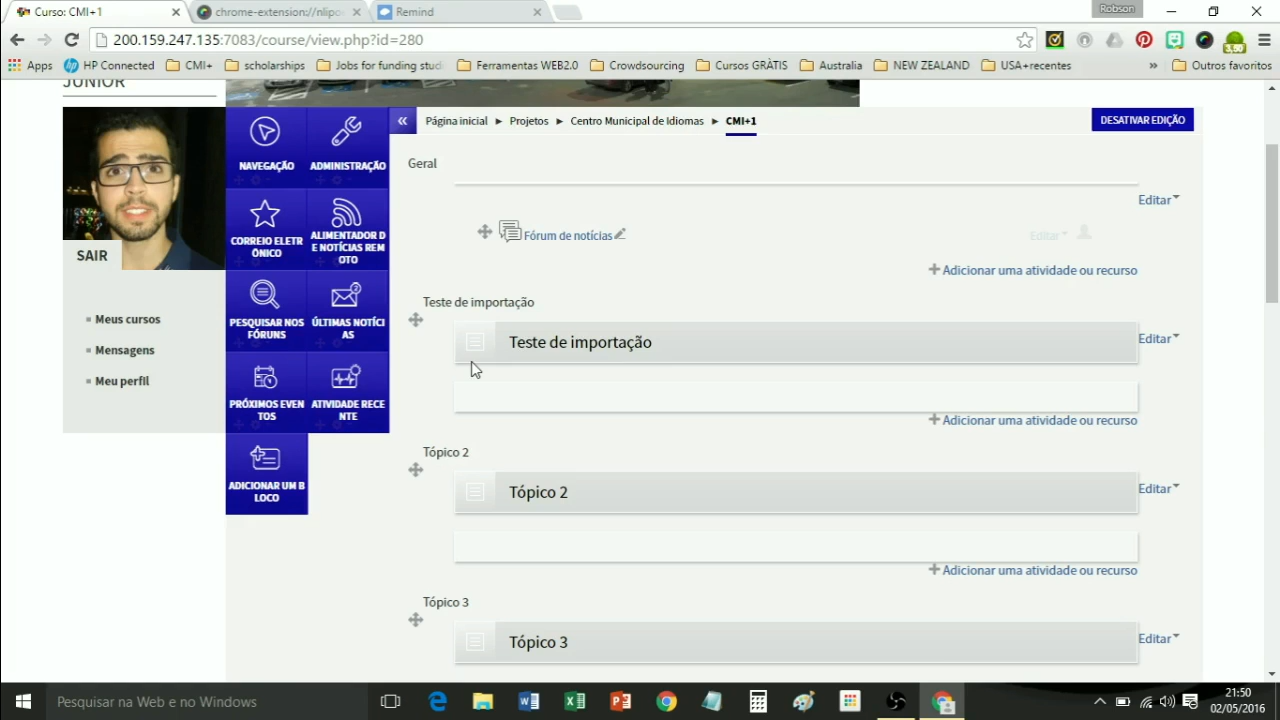 Curso: CMI+1
chrome-extension://nlipo
Remind
Robson
200.159.247.135:7083/course/view.php?id=280
Apps
HP Connected
CMI+
scholarships
Jobs for funding stud
Ferramentas WEB2.0
Crowdsourcing
Cursos GRÁTIS
Australia
NEW ZEALAND
USA+recentes
»
Outros favoritos
JUNIOR
SAIR
Meus cursos
Mensagens
Meu perfil
NAVEGAÇÃO
ADMINISTRAÇÃO
CORREIO ELETR
ÔNICO
ALIMENTADOR D
E NOTÍCIAS REM
OTO
PESQUISAR NOS
FÓRUNS
ÚLTIMAS NOTÍCI
AS
PRÓXIMOS EVEN
TOS
ATIVIDADE RECE
NTE
ADICIONAR UM B
LOCO
«
Página inicial ► Projetos ► Centro Municipal de Idiomas ► CMI+1
DESATIVAR EDIÇÃO
Geral
Editar
Fórum de notícias
Editar
Adicionar uma atividade ou recurso
Teste de importação
Teste de importação
Editar
Adicionar uma atividade ou recurso
Tópico 2
Tópico 2
Editar
Adicionar uma atividade ou recurso
Tópico 3
Tópico 3
Editar
Pesquisar na Web e no Windows
21:50
02/05/2016